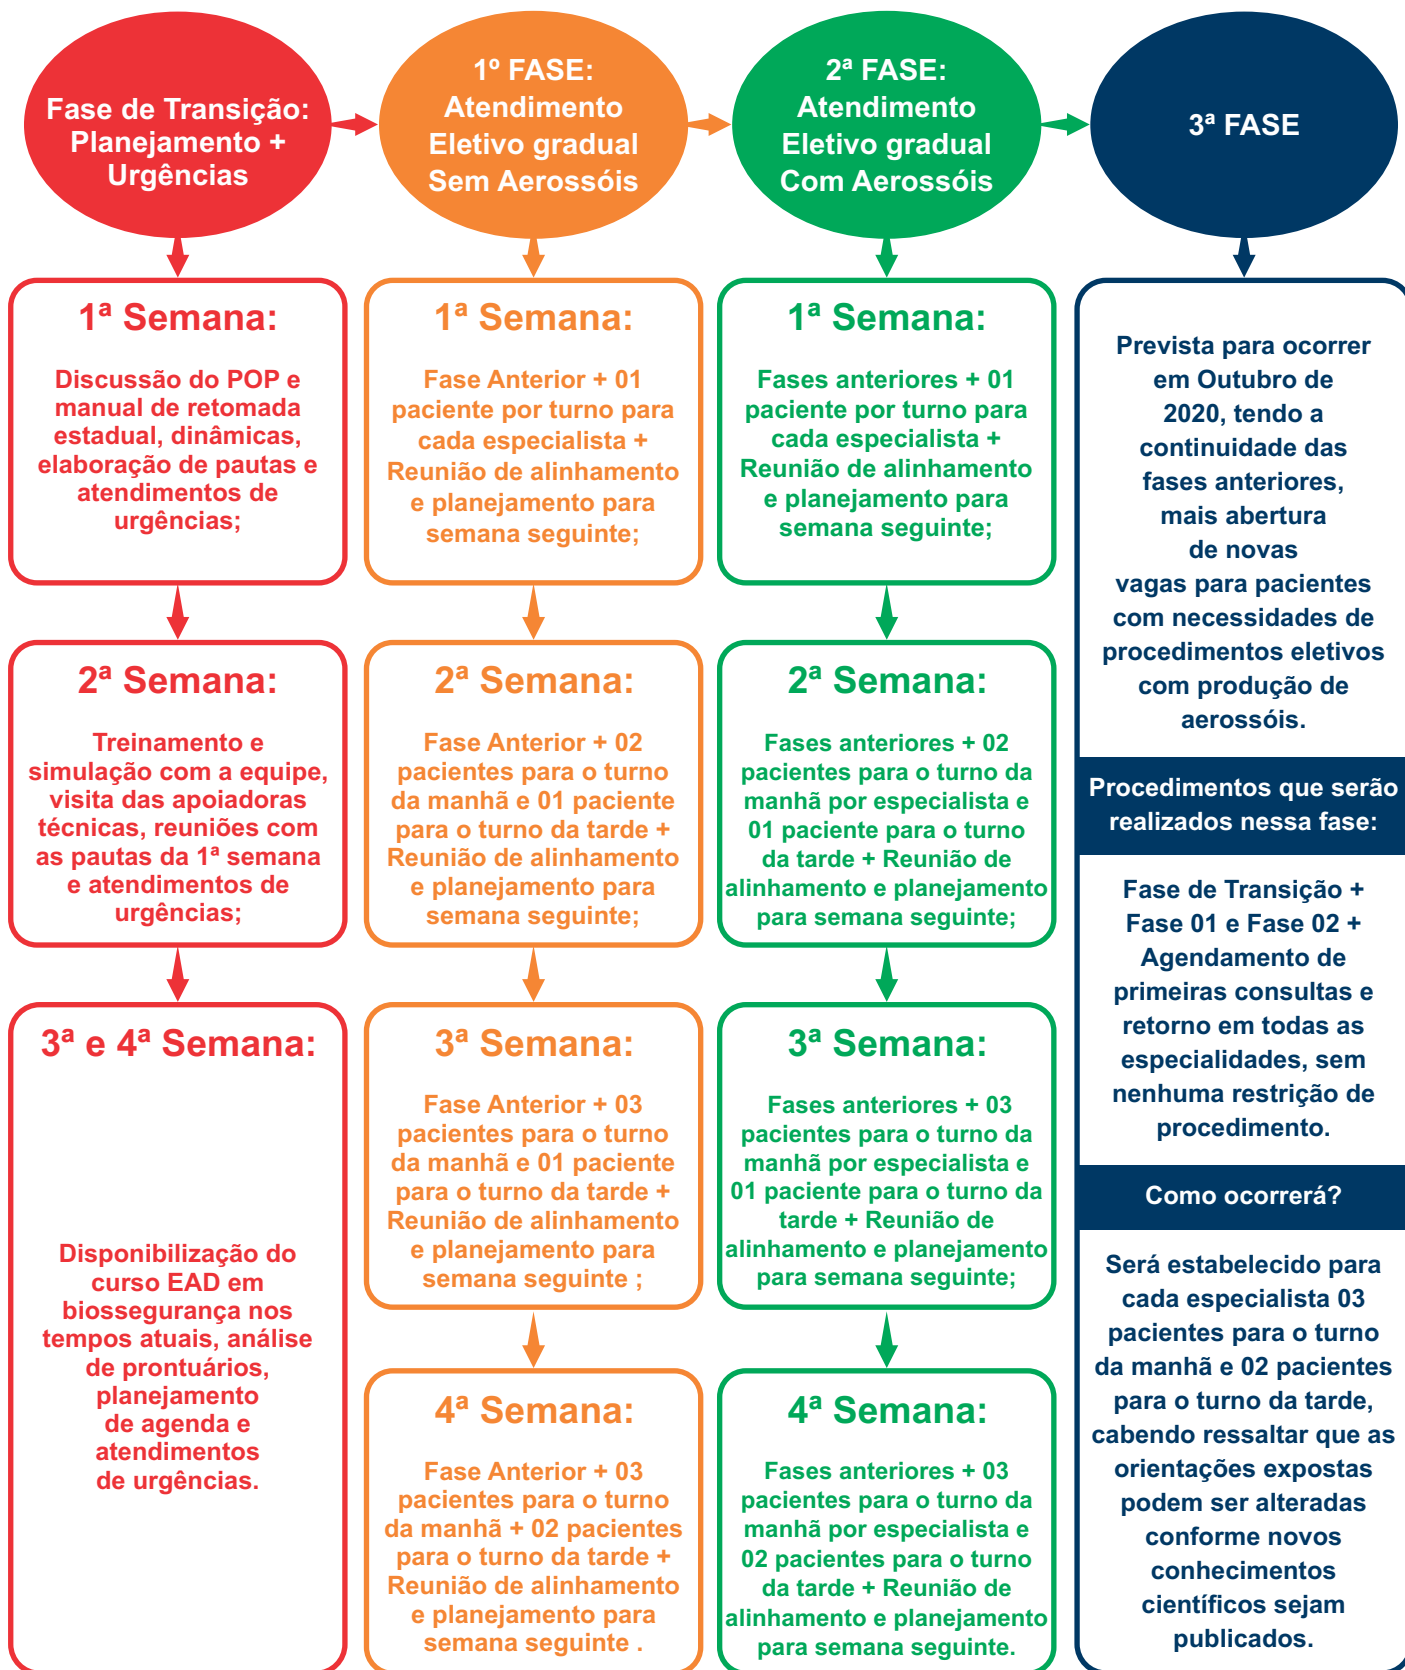 Fase de Transição:
Planejamento +
Urgências
1º FASE:
Atendimento
Eletivo gradual
Sem Aerossóis
2ª FASE:
Atendimento
Eletivo gradual
Com Aerossóis
3ª FASE
1ª Semana:
Discussão do POP e
manual de retomada
estadual, dinâmicas,
elaboração de pautas e
atendimentos de
urgências;
2ª Semana:
Treinamento e
simulação com a equipe,
visita das apoiadoras
técnicas, reuniões com
as pautas da 1ª semana
e atendimentos de
urgências;
3ª e 4ª Semana:
Disponibilização do
curso EAD em
biossegurança nos
tempos atuais, análise
de prontuários,
planejamento
de agenda e
atendimentos
de urgências.
1ª Semana:
Fase Anterior + 01
paciente por turno para
cada especialista +
Reunião de alinhamento
e planejamento para
semana seguinte;
2ª Semana:
Fase Anterior + 02
pacientes para o turno
da manhã e 01 paciente
para o turno da tarde +
Reunião de alinhamento
e planejamento para
semana seguinte;
3ª Semana:
Fase Anterior + 03
pacientes para o turno
da manhã e 01 paciente
para o turno da tarde +
Reunião de alinhamento
e planejamento para
semana seguinte ;
4ª Semana:
Fase Anterior + 03
pacientes para o turno
da manhã + 02 pacientes
para o turno da tarde +
Reunião de alinhamento
e planejamento para
semana seguinte .
1ª Semana:
Fases anteriores + 01
paciente por turno para
cada especialista +
Reunião de alinhamento
e planejamento para
semana seguinte;
2ª Semana:
Fases anteriores + 02
pacientes para o turno da
manhã por especialista e
01 paciente para o turno
da tarde + Reunião de
alinhamento e planejamento
para semana seguinte;
3ª Semana:
Fases anteriores + 03
pacientes para o turno da
manhã por especialista e
01 paciente para o turno da
tarde + Reunião de
alinhamento e planejamento
para semana seguinte;
4ª Semana:
Fases anteriores + 03
pacientes para o turno da
manhã por especialista e
02 pacientes para o turno
da tarde + Reunião de
alinhamento e planejamento
para semana seguinte.
Prevista para ocorrer
em Outubro de
2020, tendo a
continuidade das
fases anteriores,
mais abertura
de novas
vagas para pacientes
com necessidades de
procedimentos eletivos
com produção de
aerossóis.
Procedimentos que serão
realizados nessa fase:
Fase de Transição +
Fase 01 e Fase 02 +
Agendamento de
primeiras consultas e
retorno em todas as
especialidades, sem
nenhuma restrição de
procedimento.
Como ocorrerá?
Será estabelecido para
cada especialista 03
pacientes para o turno
da manhã e 02 pacientes
para o turno da tarde,
cabendo ressaltar que as
orientações expostas
podem ser alteradas
conforme novos
conhecimentos
científicos sejam
publicados.